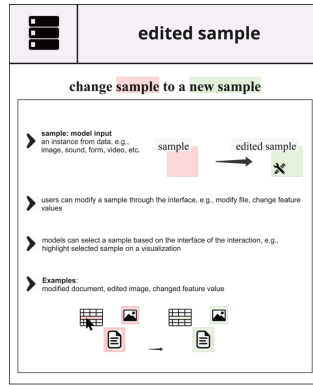 edited sample
change sample to a new sample
sample: model input
an instance from data, e.g.,
image, sound, form, video, etc.
sample
edited sample
users can modify a sample through the interface, e.g., modify file, change feature
values
models can select a sample based on the interface of the interaction, e.g.,
highlight selected sample on a visualization
Examples:
modified document, edited image, changed feature value